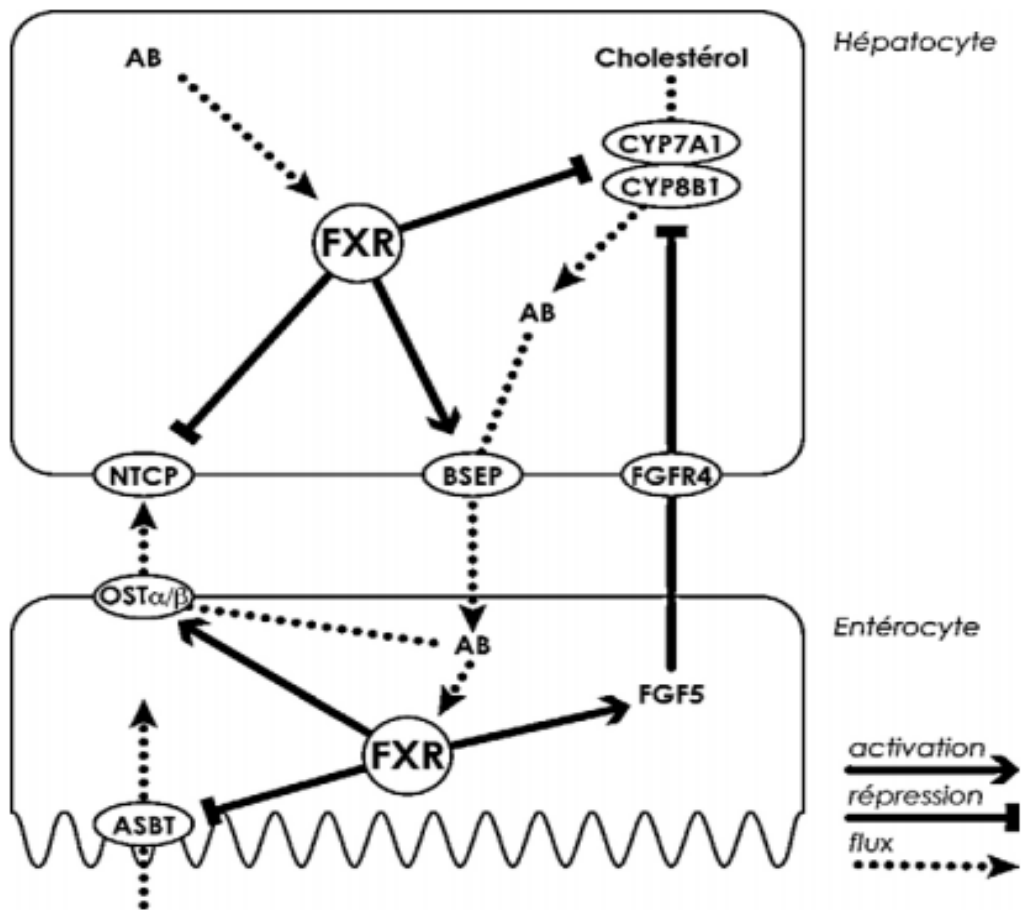 AB
Cholestérol
Hépatocyte
CYP7A1
CYP8B1
FXR
AB
NTCP
BSEP
FGFR4
OSTα/β
AB
Entérocyte
FGF5
FXR
ASBT
activation
répression
flux